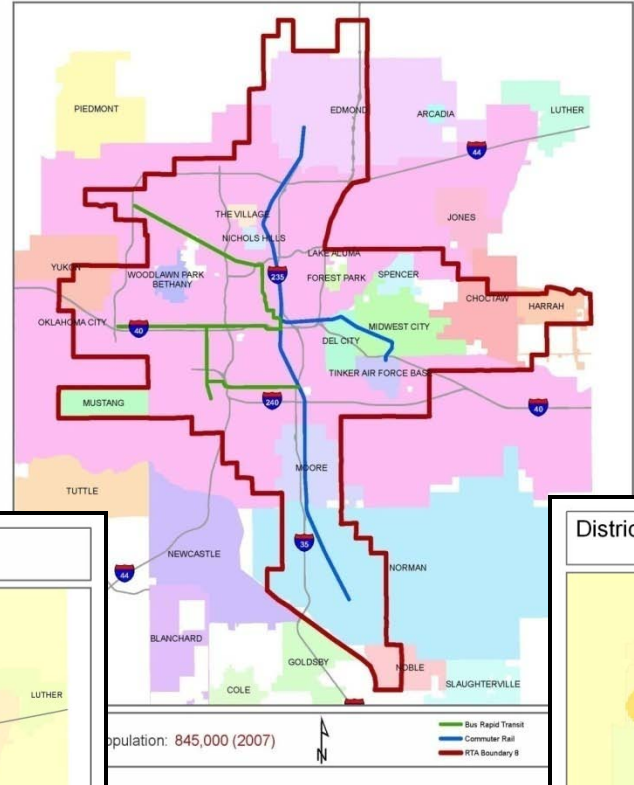 PIEDMONT
EDMOND
ARCADIA
LUTHER
44
THE VILLAGE
NICHOLS HILLS
JONES
LAKE ALUMA
YUKON
WOODLAWN PARK
BETHANY
235
FOREST PARK
SPENCER
CHOCTAW
HARRAH
OKLAHOMA CITY
40
MIDWEST CITY
DEL CITY
TINKER AIR FORCE BAS
MUSTANG
240
40
MOORE
TUTTLE
35
NEWCASTLE
44
NORMAN
BLANCHARD
GOLDSBY
NOBLE
COLE
SLAUGHTERVILLE
opulation: 845,000 (2007)
N
Bus Rapid Transit
Commuter Rail
RTA Boundary 8
LUTHER
Distric